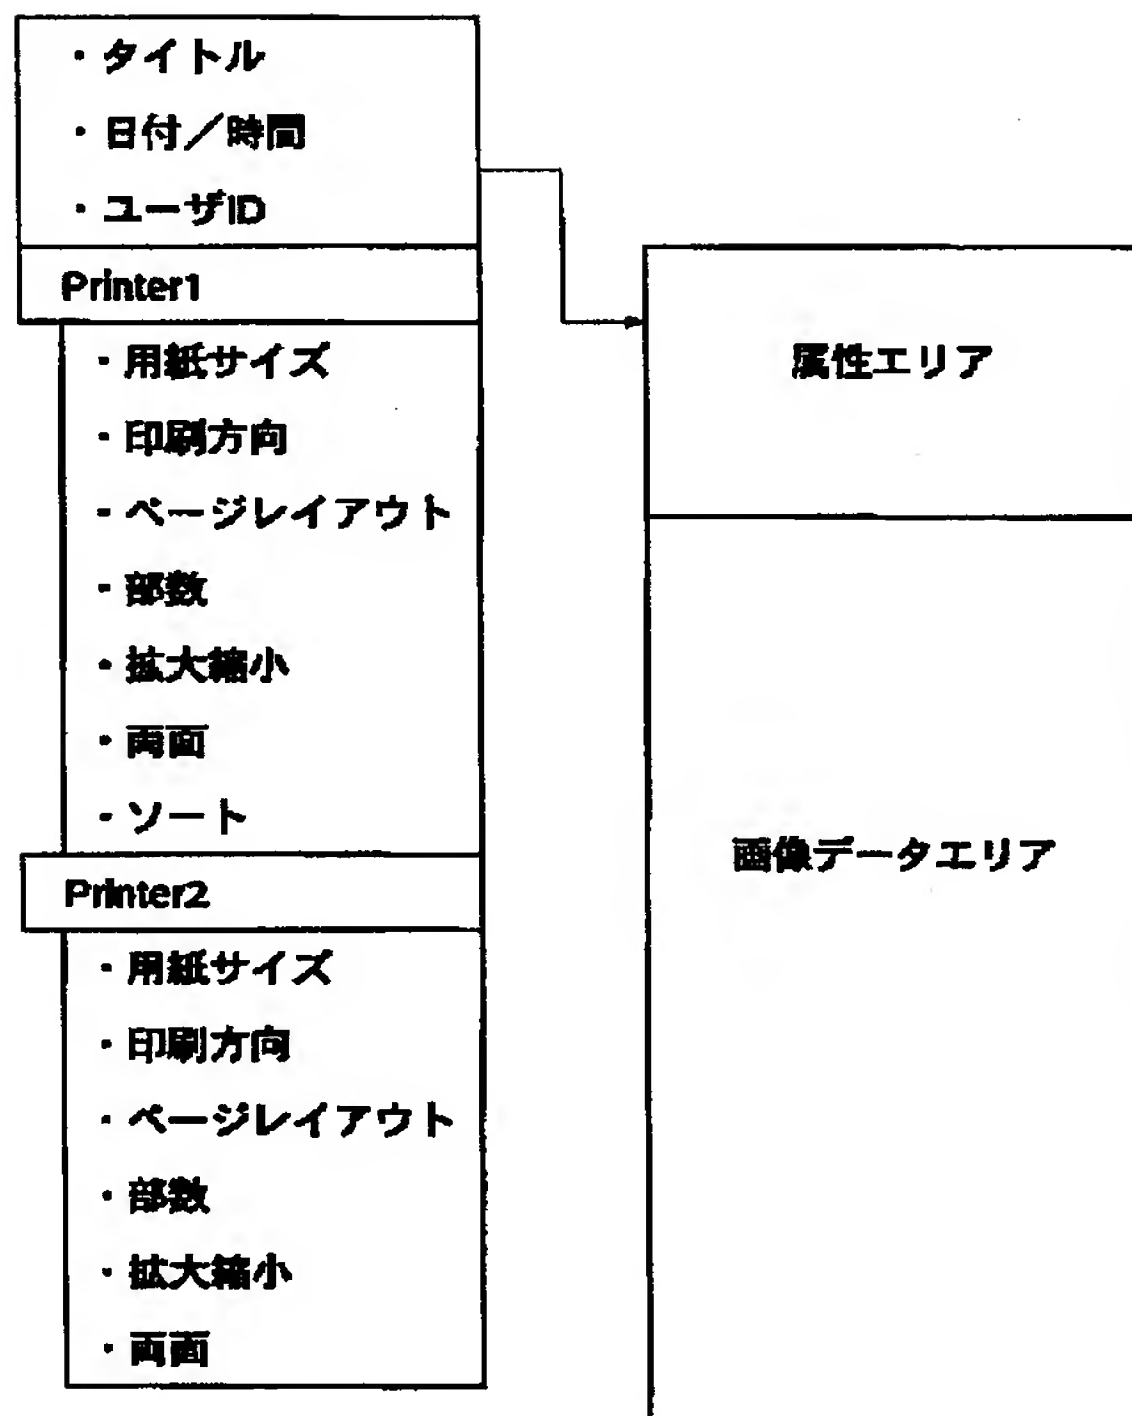 ・タイトル
・日付／時間
・ユーザID
Printer1
・用紙サイズ
・印刷方向
・ページレイアウト
・部数
・拡大縮小
・両面
・ソート
Printer2
・用紙サイズ
・印刷方向
・ページレイアウト
・部数
・拡大縮小
・両面
属性エリア
画像データエリア